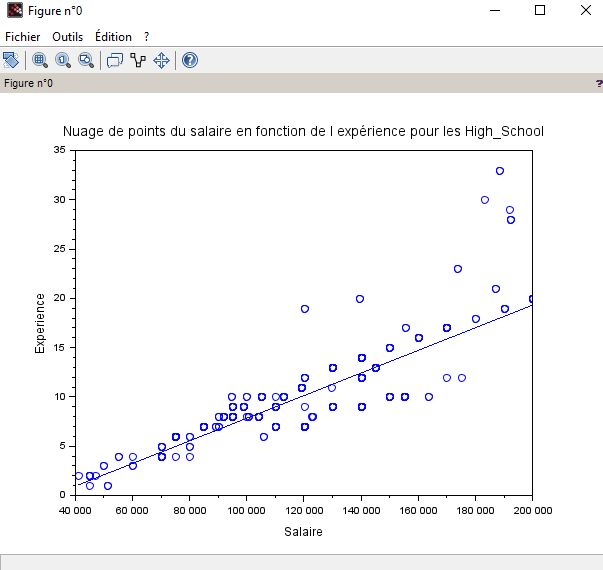 Figure n°0
Fichier Outils Édition ?
Figure n°0 ?
Nuage de points du salaire en fonction de l expérience pour les High_School
35
30
25
20
15
10
5
0
Experience
40 000 60 000 80 000 100 000 120 000 140 000 160 000 180 000 200 000
Salaire